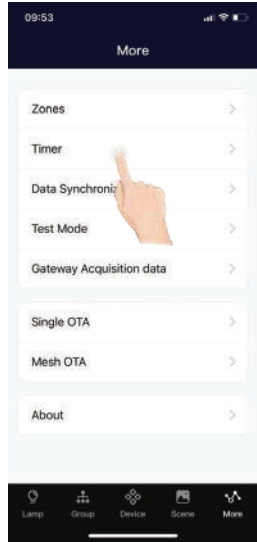 09:53
More
Zones
Timer
Data Synchroni
Test Mode
Gateway Acquisition data
Single OTA
Mesh OTA
About
Lamp Group Device Scene More